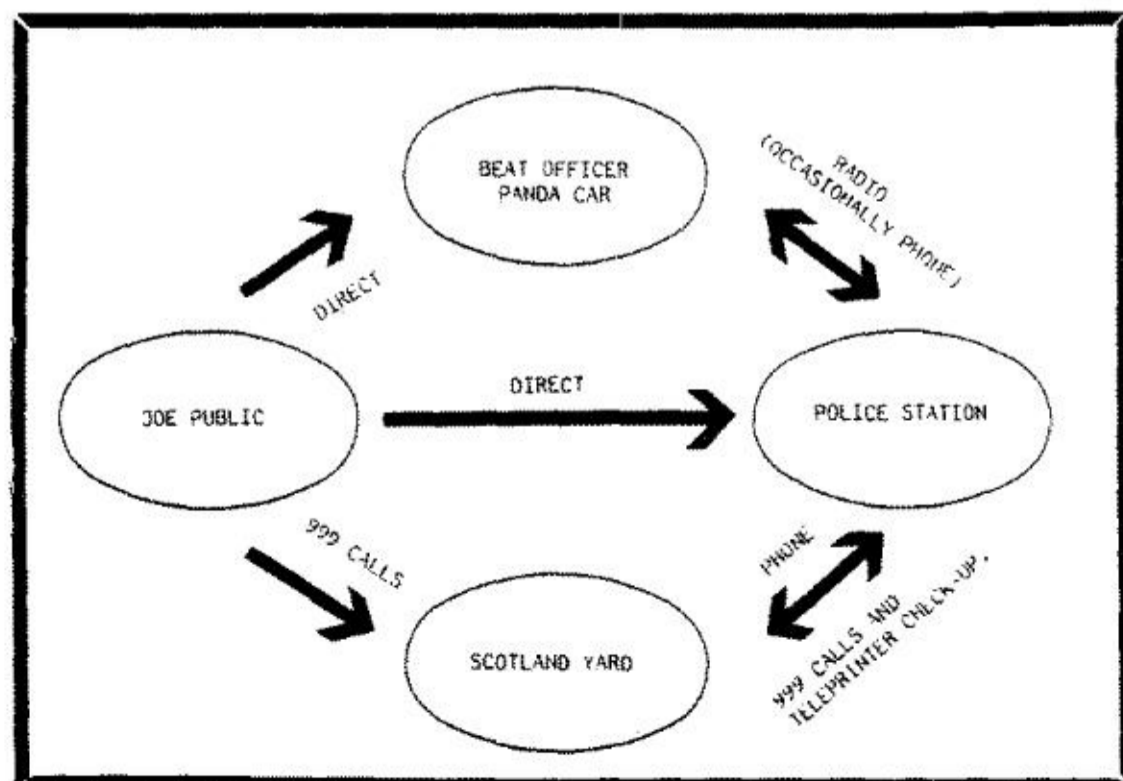 BEAT OFFICER
PANDA CAR
RADIO
(OCCASIONALLY PHONE)
DIRECT
JOE PUBLIC
DIRECT
POLICE STATION
999 CALLS
PHONE
SCOTLAND YARD
999 CALLS AND
TELEPRINTER CHECK-UP.